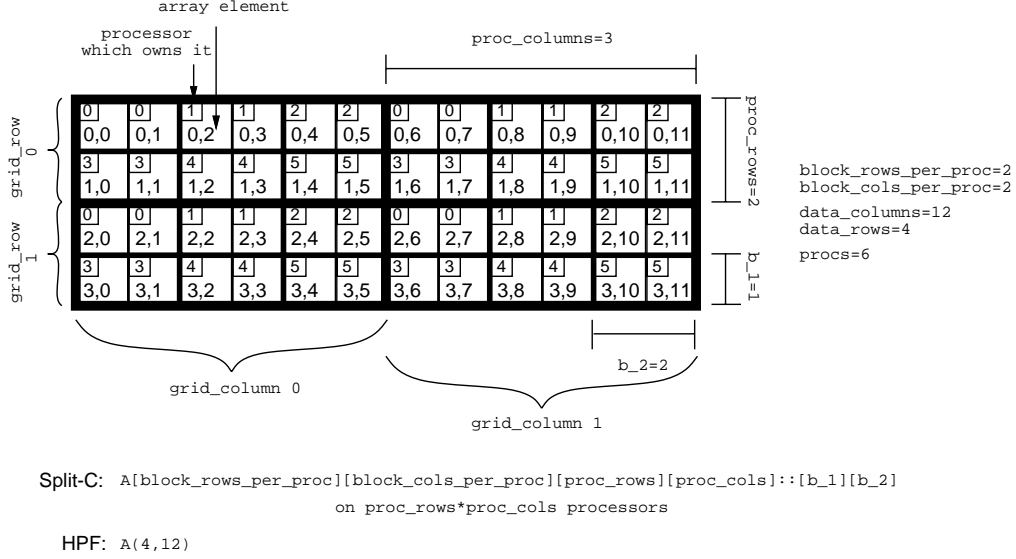 array element
processor
which owns it
proc_columns=3
0 0 1 1 2 2 0 0 1 1 2 2
0,0 0,1 0,2 0,3 0,4 0,5 0,6 0,7 0,8 0,9 0,10 0,11
3 3 4 4 5 5 3 3 4 4 5 5
1,0 1,1 1,2 1,3 1,4 1,5 1,6 1,7 1,8 1,9 1,10 1,11
0 0 1 1 2 2 0 0 1 1 2 2
2,0 2,1 2,2 2,3 2,4 2,5 2,6 2,7 2,8 2,9 2,10 2,11
3 3 4 4 5 5 3 3 4 4 5 5
3,0 3,1 3,2 3,3 3,4 3,5 3,6 3,7 3,8 3,9 3,10 3,11
grid_row
0
grid_row
1
proc_rows=2
b_1=1
block_rows_per_proc=2
block_cols_per_proc=2
data_columns=12
data_rows=4
procs=6
b_2=2
grid_column 0
grid_column 1
Split-C: A[block_rows_per_proc][block_cols_per_proc][proc_rows][proc_cols]::[b_1][b_2]
on proc_rows*proc_cols processors
HPF: A(4,12)